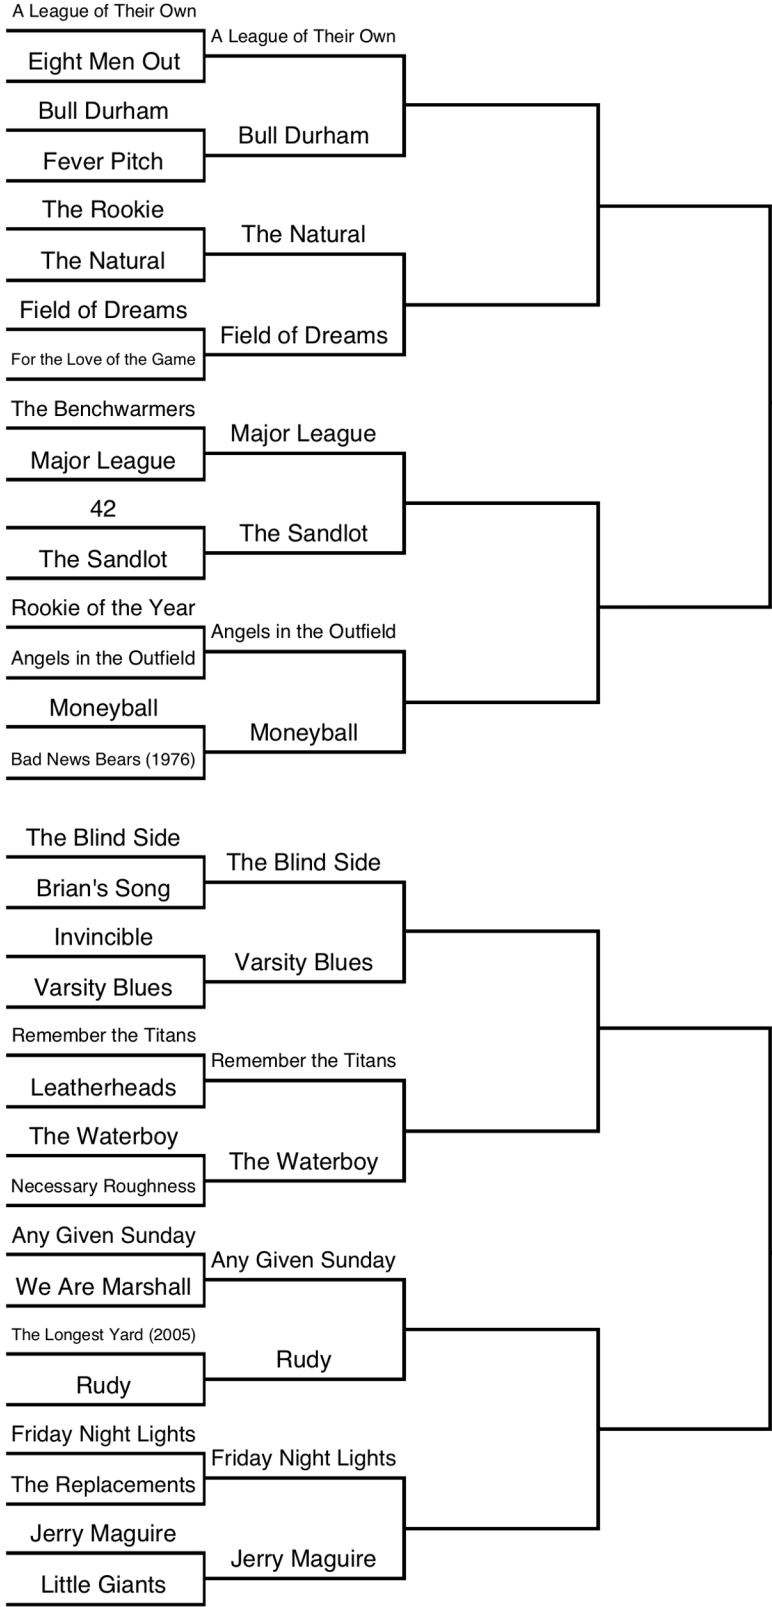 A League of Their Own
A League of Their Own
Eight Men Out
Bull Durham
Bull Durham
Fever Pitch
The Rookie
The Natural
The Natural
Field of Dreams
Field of Dreams
For the Love of the Game
The Benchwarmers
Major League
Major League
42
The Sandlot
The Sandlot
Rookie of the Year
Angels in the Outfield
Angels in the Outfield
Moneyball
Moneyball
Bad News Bears (1976)
The Blind Side
The Blind Side
Brian's Song
Invincible
Varsity Blues
Varsity Blues
Remember the Titans
Remember the Titans
Leatherheads
The Waterboy
The Waterboy
Necessary Roughness
Any Given Sunday
Any Given Sunday
We Are Marshall
The Longest Yard (2005)
Rudy
Rudy
Friday Night Lights
Friday Night Lights
The Replacements
Jerry Maguire
Jerry Maguire
Little Giants